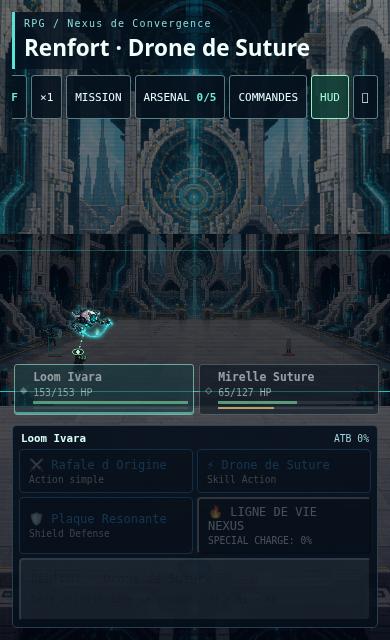 RPG / Nexus de Convergence
Renfort · Drone de Suture
F
×1
MISSION
ARSENAL 0/5
COMMANDES
HUD
Loom Ivara
153/153 HP
Mirelle Suture
65/127 HP
Loom Ivara
ATB 0%
Rafale d Origine
Action simple
Drone de Suture
Skill Action
Plaque Resonante
Shield Defense
LIGNE DE VIE
NEXUS
SPECIAL CHARGE: 0%